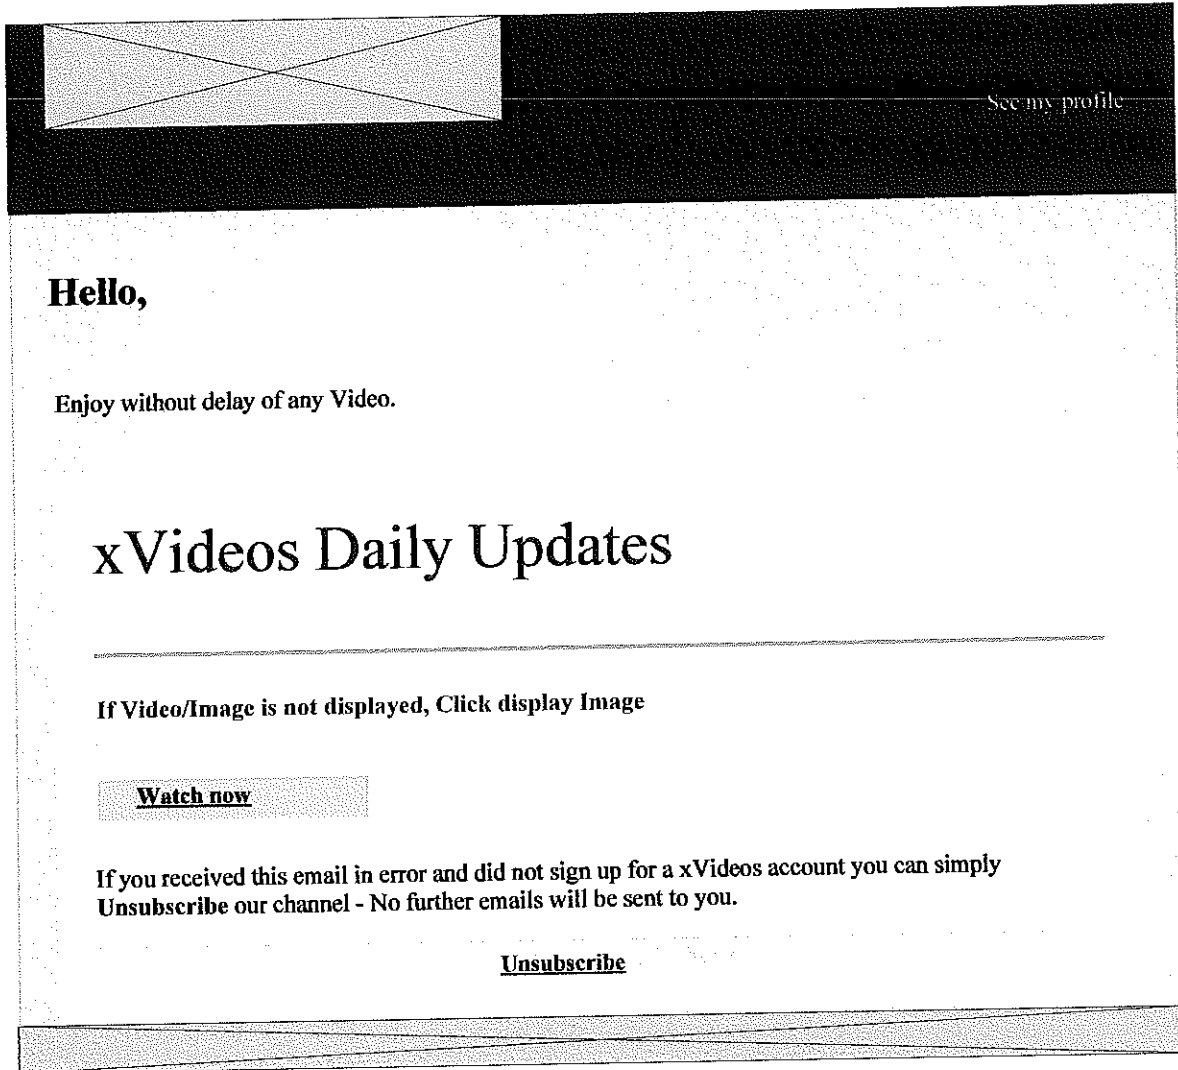 See my profile
Hello,
Enjoy without delay of any Video.
xVideos Daily Updates
If Video/Image is not displayed, Click display Image
Watch now
If you received this email in error and did not sign up for a xVideos account you can simply
Unsubscribe our channel - No further emails will be sent to you.
Unsubscribe